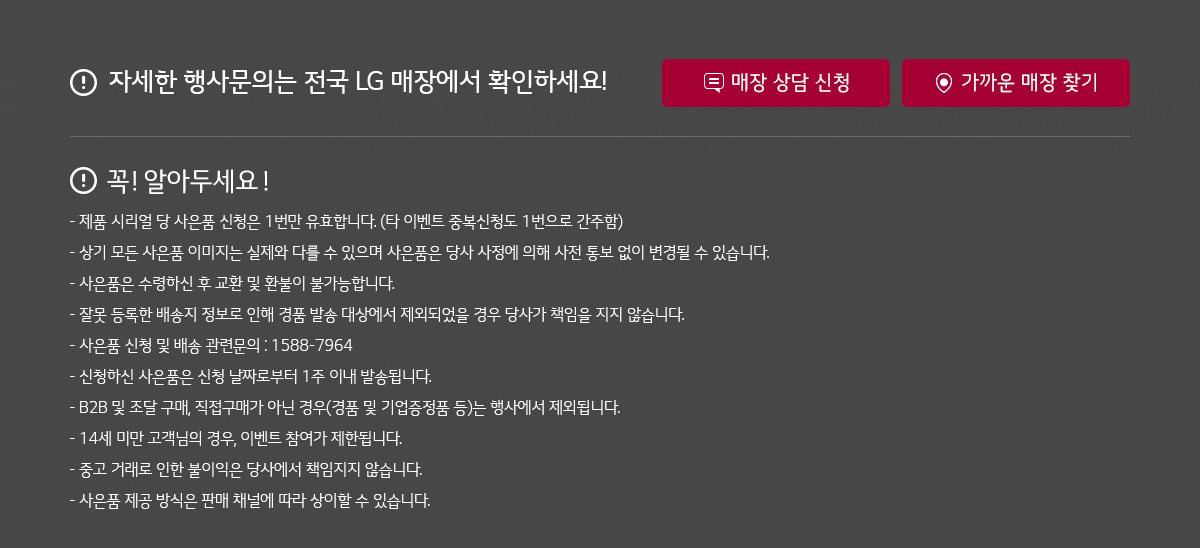 자세한 행사문의는 전국 LG 매장에서 확인하세요!
매장 상담 신청
가까운 매장 찾기
꼭! 알아두세요!
- 제품 시리얼 당 사은품 신청은 1번만 유효합니다. (타 이벤트 중복신청도 1번으로 간주함)
- 상기 모든 사은품 이미지는 실제와 다를 수 있으며 사은품은 당사 사정에 의해 사전 통보 없이 변경될 수 있습니다.
- 사은품은 수령하신 후 교환 및 환불이 불가능합니다.
- 잘못 등록한 배송지 정보로 인해 경품 발송 대상에서 제외되었을 경우 당사가 책임을 지지 않습니다.
- 사은품 신청 및 배송 관련문의 : 1588-7964
- 신청하신 사은품은 신청 날짜로부터 1주 이내 발송됩니다.
- B2B 및 조달 구매, 직접구매가 아닌 경우(경품 및 기업증정품 등)는 행사에서 제외됩니다.
- 14세 미만 고객님의 경우, 이벤트 참여가 제한됩니다.
- 중고 거래로 인한 불이익은 당사에서 책임지지 않습니다.
- 사은품 제공 방식은 판매 채널에 따라 상이할 수 있습니다.